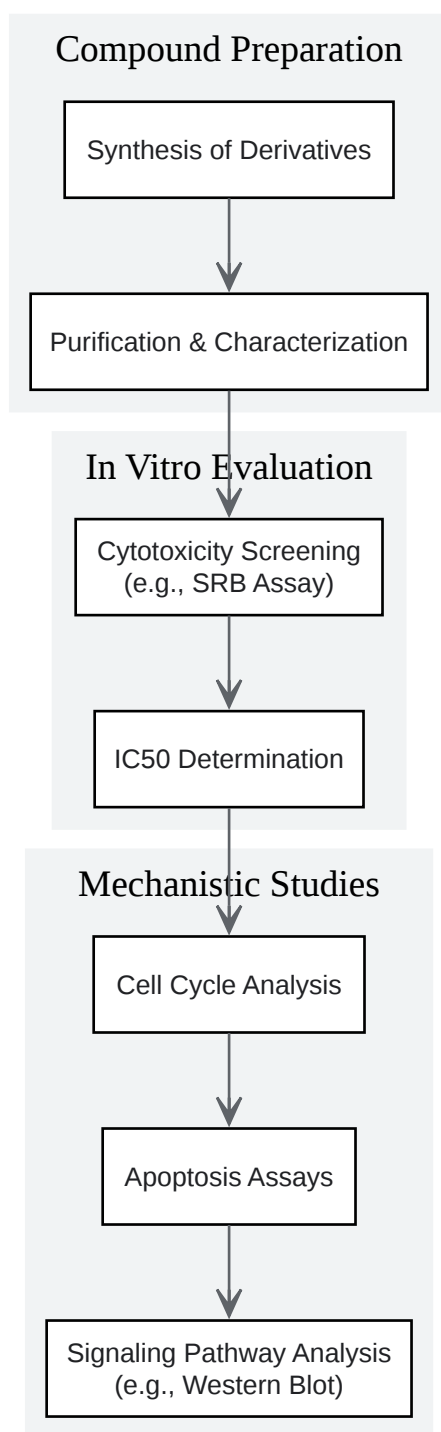 Compound Preparation
Synthesis of Derivatives
Purification & Characterization
In Vitro Evaluation
Cytotoxicity Screening
(e.g., SRB Assay)
IC50 Determination
Mechanistic Studies
Cell Cycle Analysis
Apoptosis Assays
Signaling Pathway Analysis
(e.g., Western Blot)